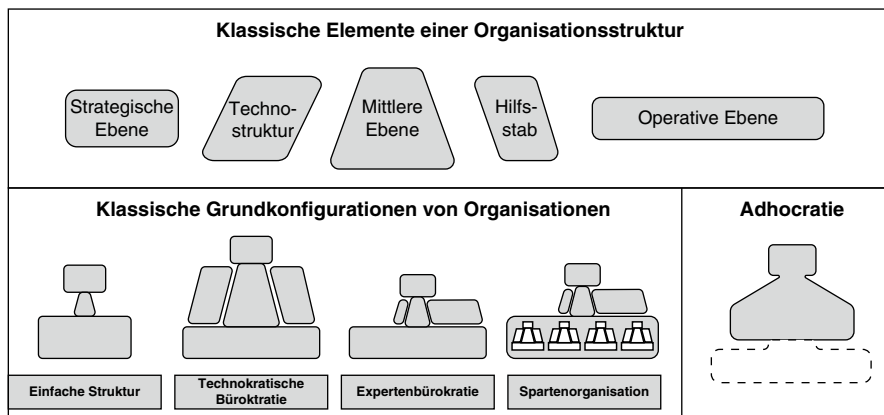 Klassische Elemente einer Organisationsstruktur
Strategische
Ebene
Techno-
struktur
Mittlere
Ebene
Hilfs-
stab
Operative Ebene
Klassische Grundkonfigurationen von Organisationen
Einfache Struktur
Technokratische
Büroktratie
Expertenbürokratie
Spartenorganisation
Adhocratie